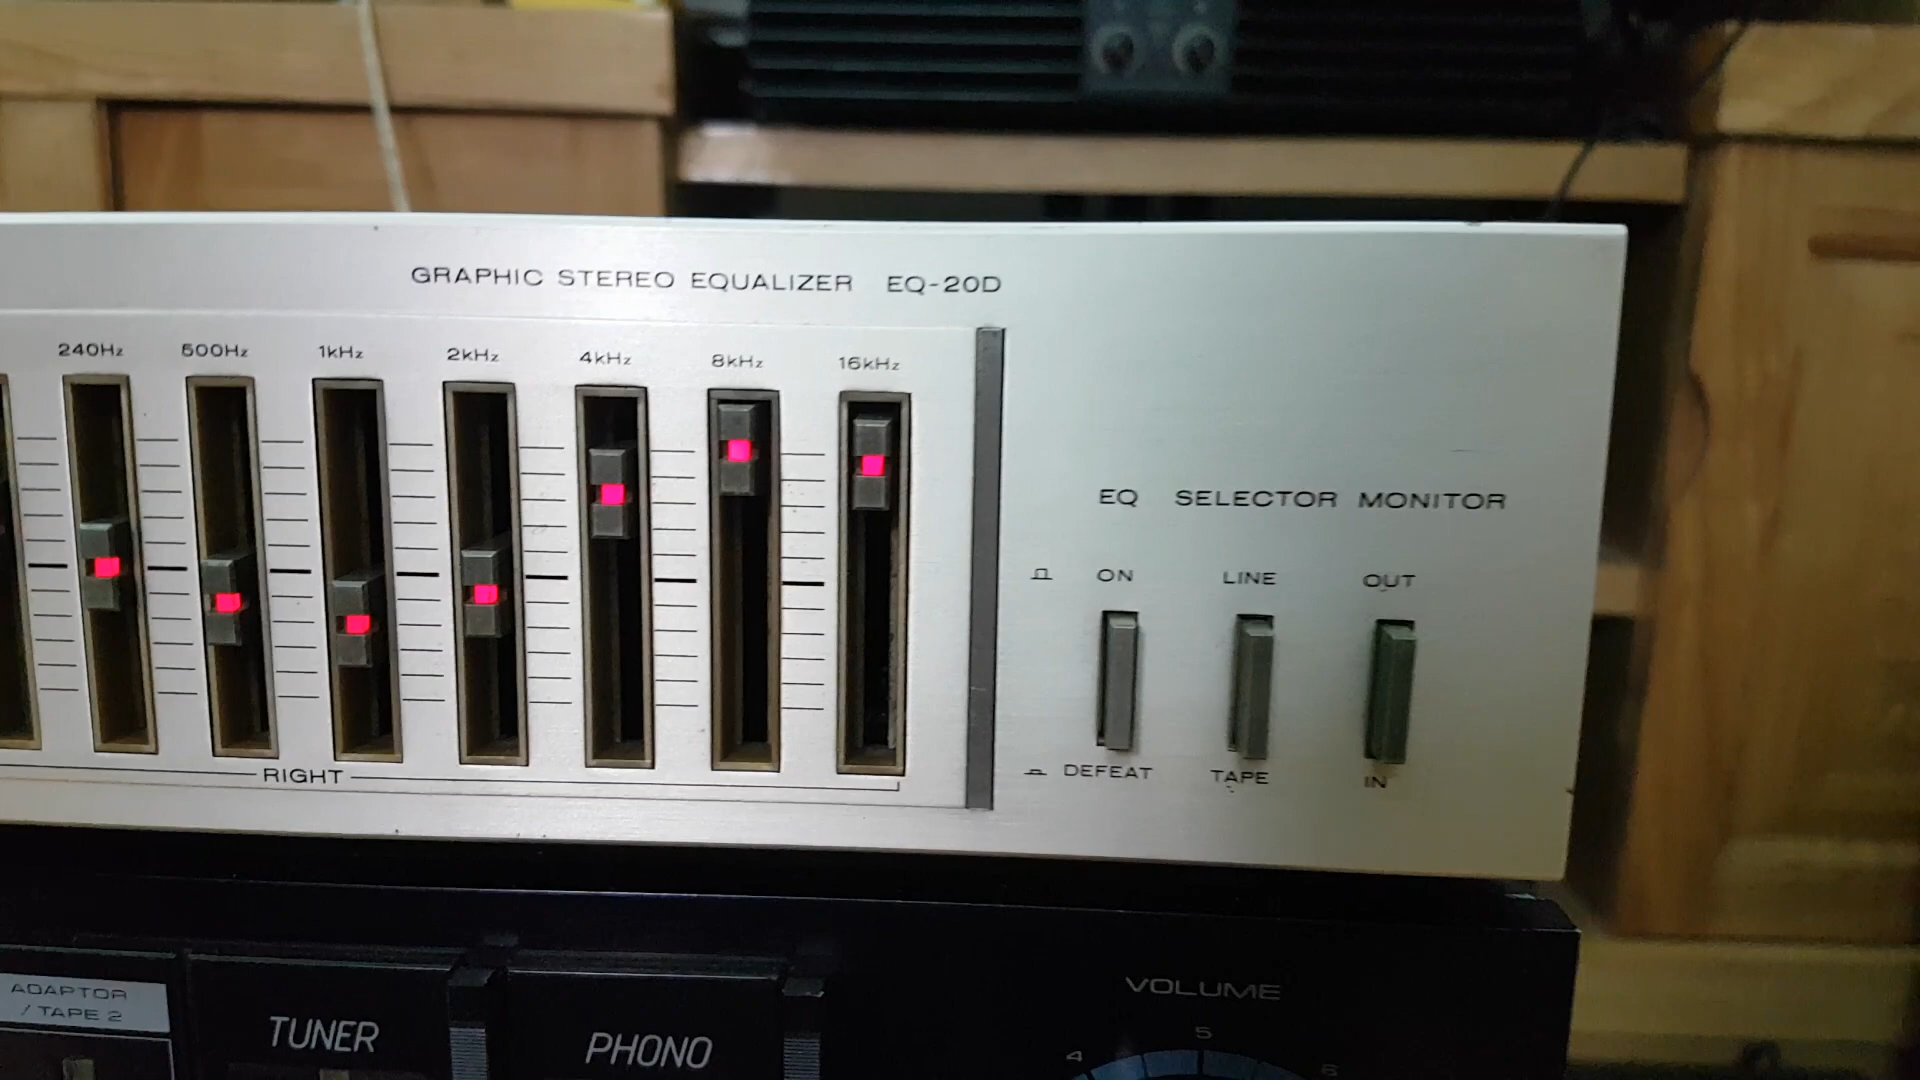 GRAPHIC STEREO EQUALIZER EQ-20D
240Hz 500Hz 1kHz 2kHz 4kHz 8kHz 16kHz
EQ SELECTOR MONITOR
ON LINE OUT
DEFEAT TAPE IN
RIGHT
ADAPTOR
/ TAPE 2
TUNER
PHONO
VOLUME
4 5 6